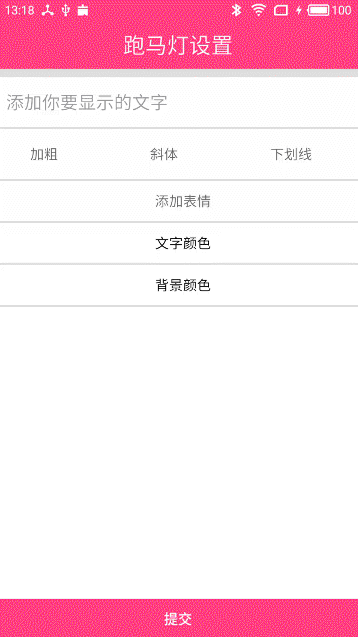 13:18 100
跑马灯设置
添加你要显示的文字
加粗 斜体 下划线
添加表情
文字颜色
背景颜色
提交